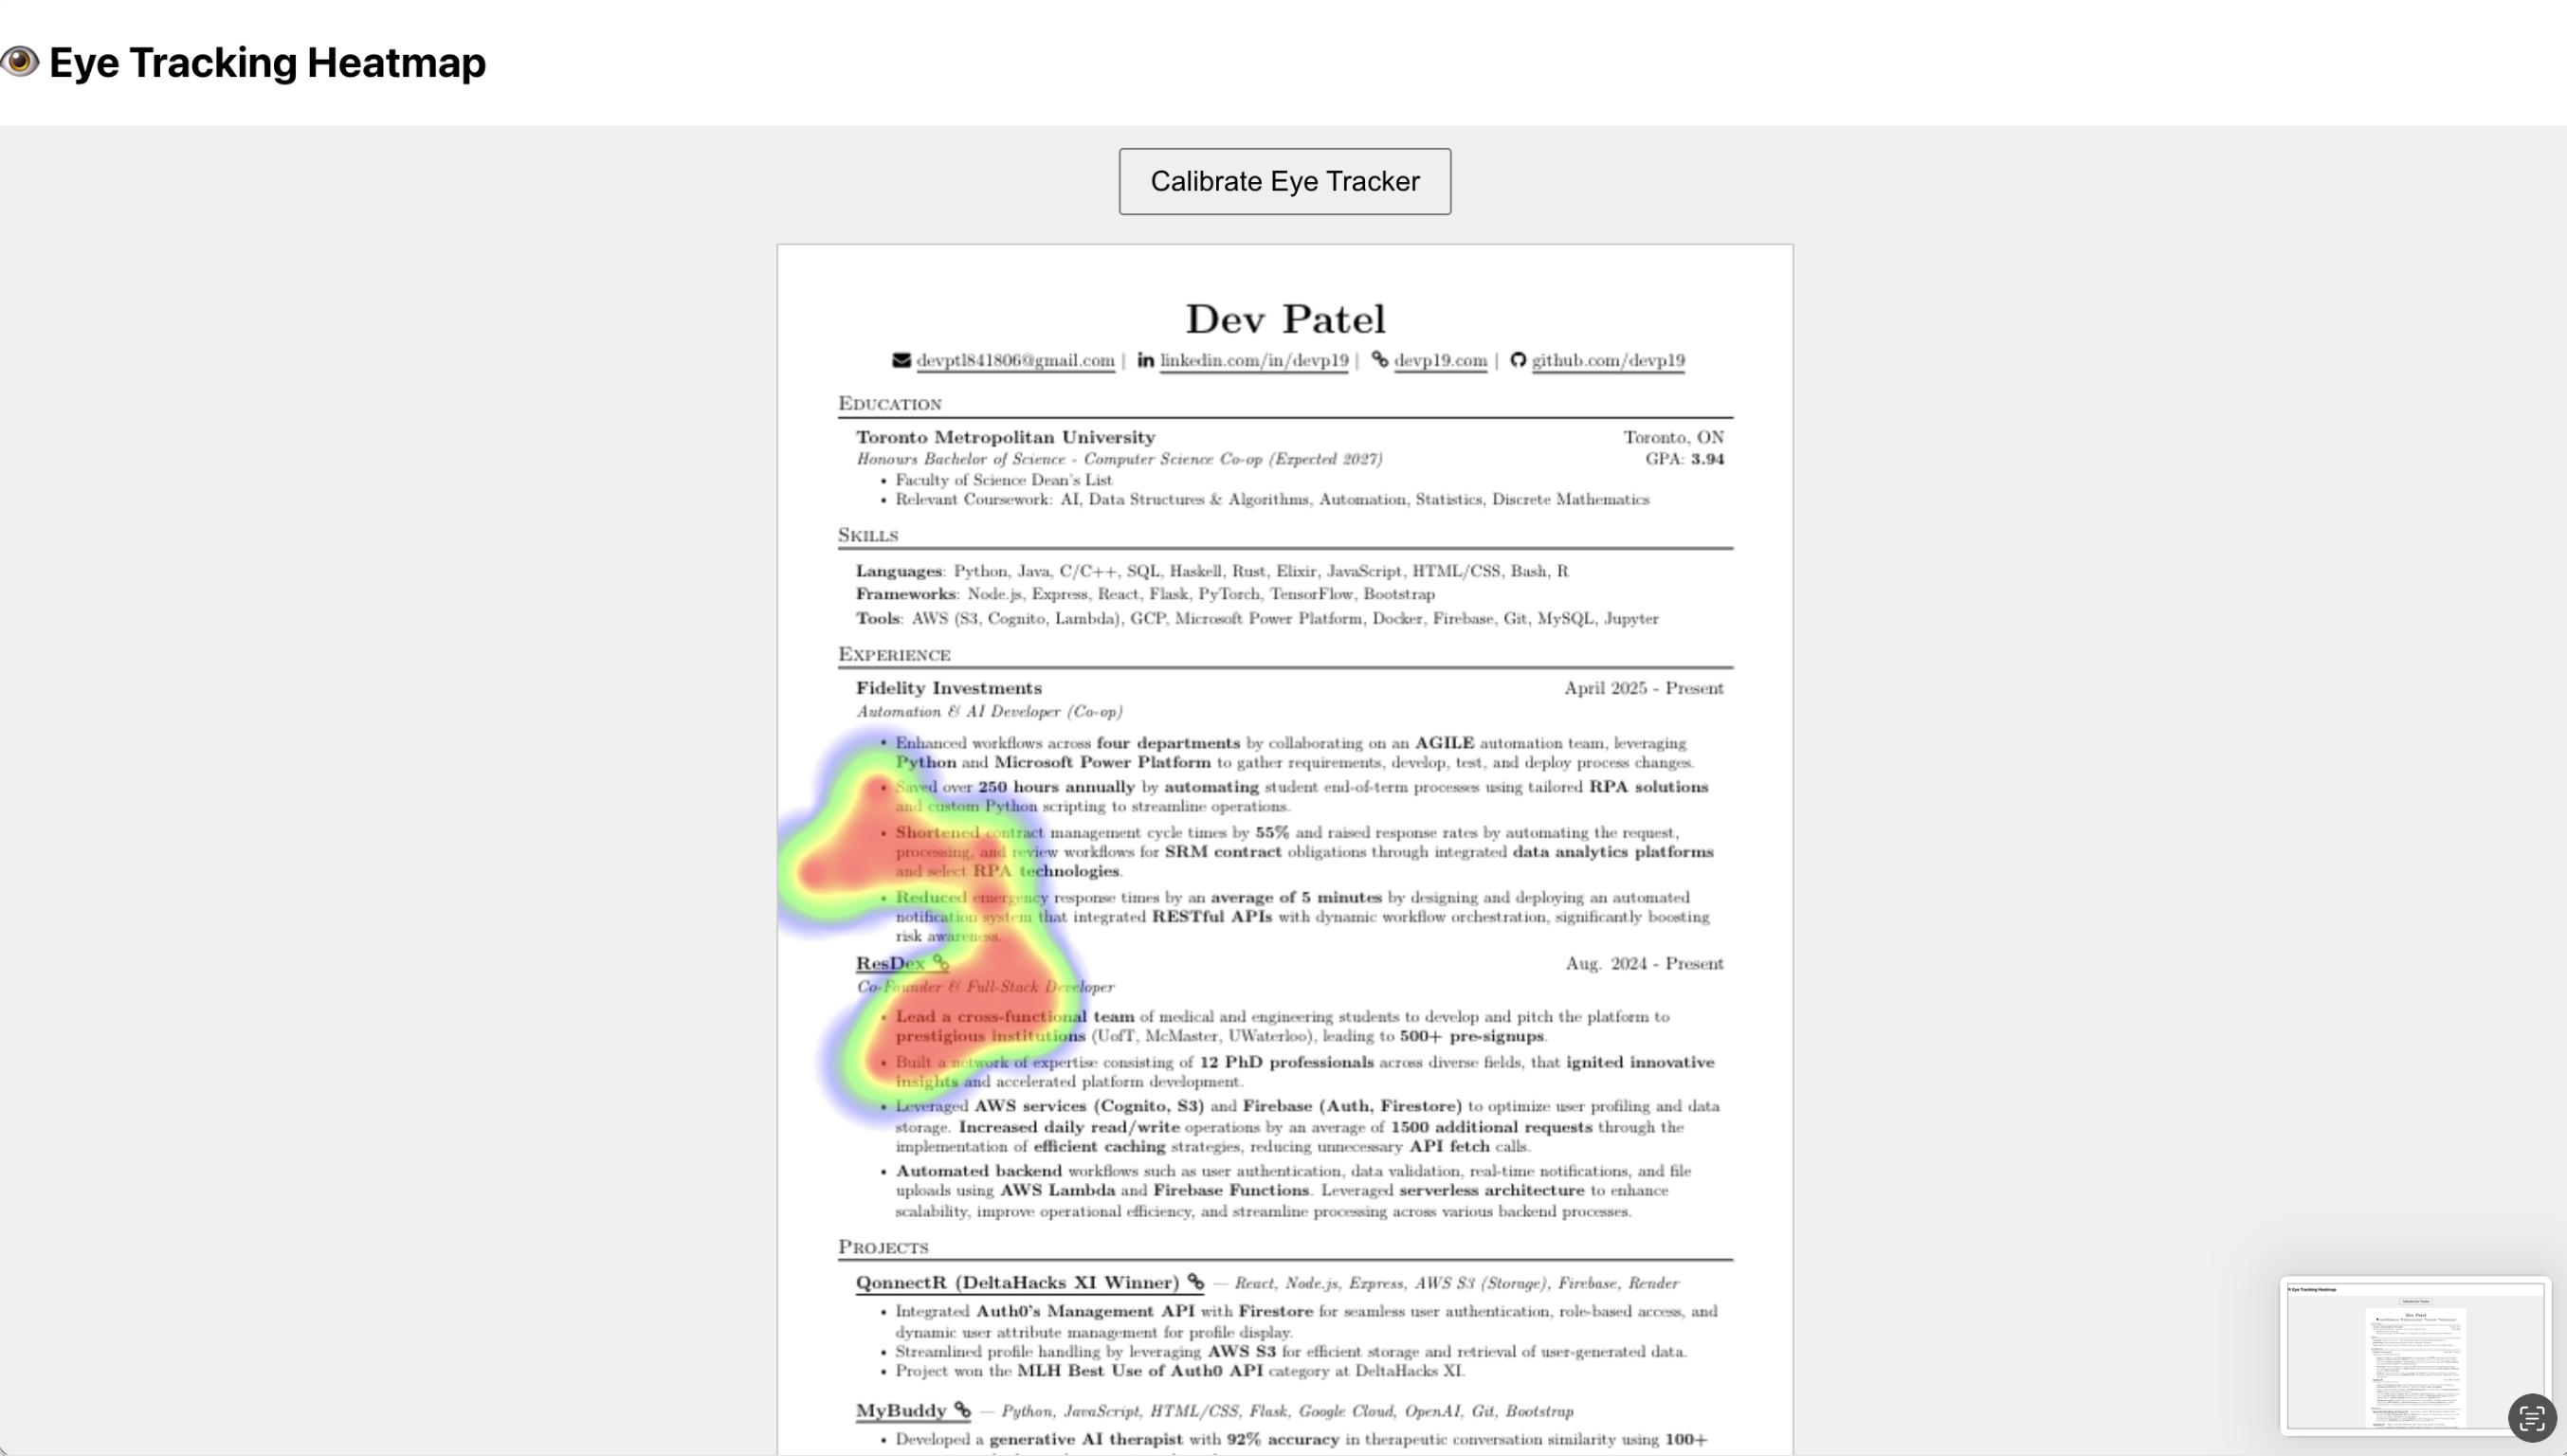 👁️ Eye Tracking Heatmap
Calibrate Eye Tracker
Dev Patel
devptl841806@gmail.com | linkedin.com/in/devp19 | devp19.com | github.com/devp19
EDUCATION
Toronto Metropolitan University Toronto, ON
Honours Bachelor of Science - Computer Science Co-op (Expected 2027) GPA: 3.94
• Faculty of Science Dean's List
• Relevant Coursework: AI, Data Structures & Algorithms, Automation, Statistics, Discrete Mathematics
SKILLS
Languages: Python, Java, C/C++, SQL, Haskell, Rust, Elixir, JavaScript, HTML/CSS, Bash, R
Frameworks: Node.js, Express, React, Flask, PyTorch, TensorFlow, Bootstrap
Tools: AWS (S3, Cognito, Lambda), GCP, Microsoft Power Platform, Docker, Firebase, Git, MySQL, Jupyter
EXPERIENCE
Fidelity Investments April 2025 - Present
Automation & AI Developer (Co-op)
• Enhanced workflows across four departments by collaborating on an AGILE automation team, leveraging
Python and Microsoft Power Platform to gather requirements, develop, test, and deploy process changes.
• Saved over 250 hours annually by automating student end-of-term processes using tailored RPA solutions
and custom Python scripting to streamline operations.
• Shortened contract management cycle times by 55% and raised response rates by automating the request,
processing, and review workflows for SRM contract obligations through integrated data analytics platforms
and select RPA technologies.
• Reduced emergency response times by an average of 5 minutes by designing and deploying an automated
notification system that integrated RESTful APIs with dynamic workflow orchestration, significantly boosting
risk awareness.
ResDex Aug. 2024 - Present
Co-Founder & Full-Stack Developer
• Lead a cross-functional team of medical and engineering students to develop and pitch the platform to
prestigious institutions (UofT, McMaster, UWaterloo), leading to 500+ pre-signups.
• Built a network of expertise consisting of 12 PhD professionals across diverse fields, that ignited innovative
insights and accelerated platform development.
• Leveraged AWS services (Cognito, S3) and Firebase (Auth, Firestore) to optimize user profiling and data
storage. Increased daily read/write operations by an average of 1500 additional requests through the
implementation of efficient caching strategies, reducing unnecessary API fetch calls.
• Automated backend workflows such as user authentication, data validation, real-time notifications, and file
uploads using AWS Lambda and Firebase Functions. Leveraged serverless architecture to enhance
scalability, improve operational efficiency, and streamline processing across various backend processes.
PROJECTS
QonnectR (DeltaHacks XI Winner) — React, Node.js, Express, AWS S3 (Storage), Firebase, Render
• Integrated Auth0's Management API with Firestore for seamless user authentication, role-based access, and
dynamic user attribute management for profile display.
• Streamlined profile handling by leveraging AWS S3 for efficient storage and retrieval of user-generated data.
• Project won the MLH Best Use of Auth0 API category at DeltaHacks XI.
MyBuddy — Python, JavaScript, HTML/CSS, Flask, Google Cloud, OpenAI, Git, Bootstrap
• Developed a generative AI therapist with 92% accuracy in therapeutic conversation similarity using 100+
Eye Tracking Heatmap